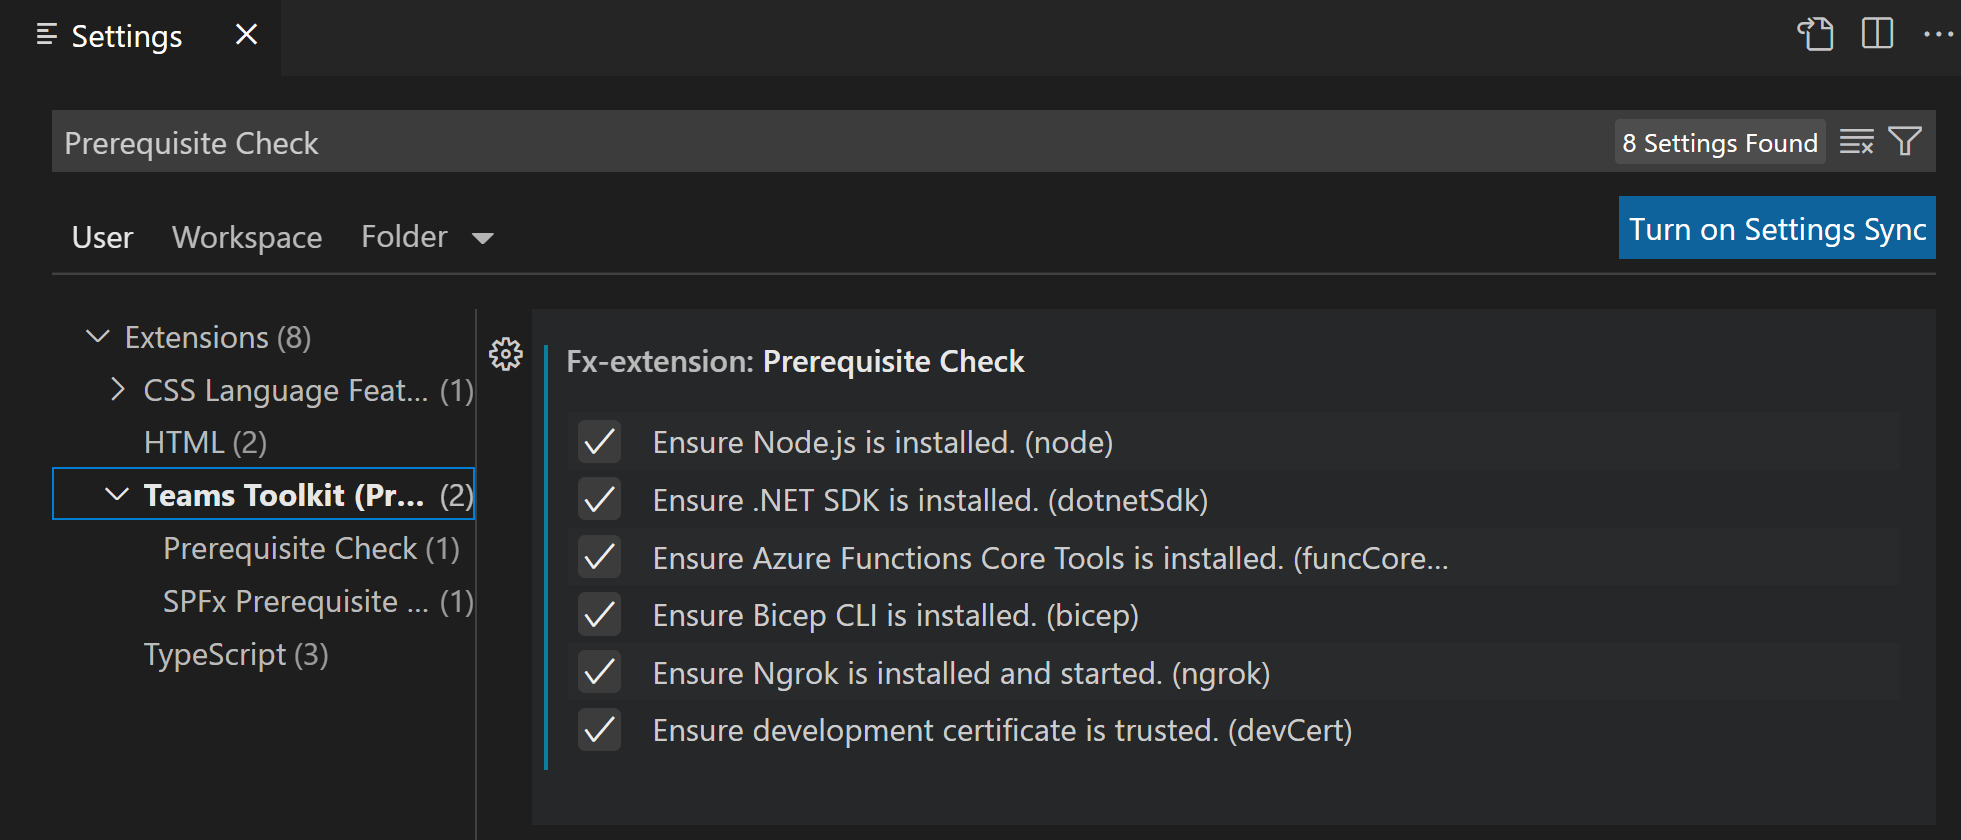 Settings
Prerequisite Check
8 Settings Found
User Workspace Folder
Turn on Settings Sync
Extensions (8)
CSS Language Feat... (1)
HTML (2)
Teams Toolkit (Pr... (2)
Prerequisite Check (1)
SPFx Prerequisite ... (1)
TypeScript (3)
Fx-extension: Prerequisite Check
Ensure Node.js is installed. (node)
Ensure .NET SDK is installed. (dotnetSdk)
Ensure Azure Functions Core Tools is installed. (funcCore...
Ensure Bicep CLI is installed. (bicep)
Ensure Ngrok is installed and started. (ngrok)
Ensure development certificate is trusted. (devCert)